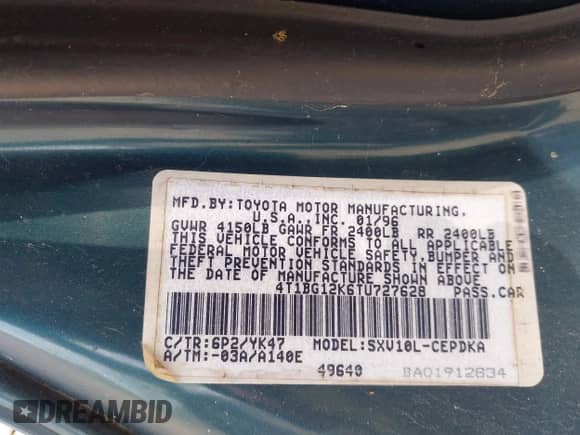 MFD.BY:TOYOTA MOTOR MANUFACTURING,
U.S.A.,INC. 01/96
GVWR 4150LB GAWR FR 2400LB RR 2400LB
THIS VEHICLE CONFORMS TO ALL APPLICABLE
FEDERAL MOTOR VEHICLE SAFETY,BUMPER AND
THEFT PREVENTION STANDARDS IN EFFECT ON
THE DATE OF MANUFACTURE SHOWN ABOVE
4T1BG12K6TU727628 PASS.CAR
C/TR:6P2/YK47 MODEL:SXV10L-CEPDKA
A/TM:-03A/A140E
49640 BA01912834
DREAMBID